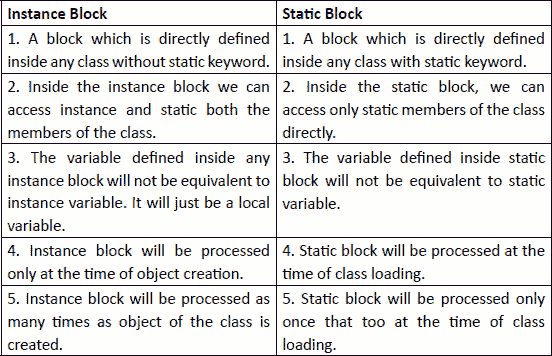 Instance Block
Static Block
1. A block which is directly defined
inside any class without static keyword.
1. A block which is directly defined
inside any class with static keyword.
2. Inside the instance block we can
access instance and static both the
members of the class.
2. Inside the static block, we can
access only static members of the class
directly.
3. The variable defined inside any
instance block will not be equivalent to
instance variable. It will just be a local
variable.
3. The variable defined inside static
block will not be equivalent to static
variable.
4. Instance block will be processed
only at the time of object creation.
4. Static block will be processed at the
time of class loading.
5. Instance block will be processed as
many times as object of the class is
created.
5. Static block will be processed only
once that too at the time of class
loading.